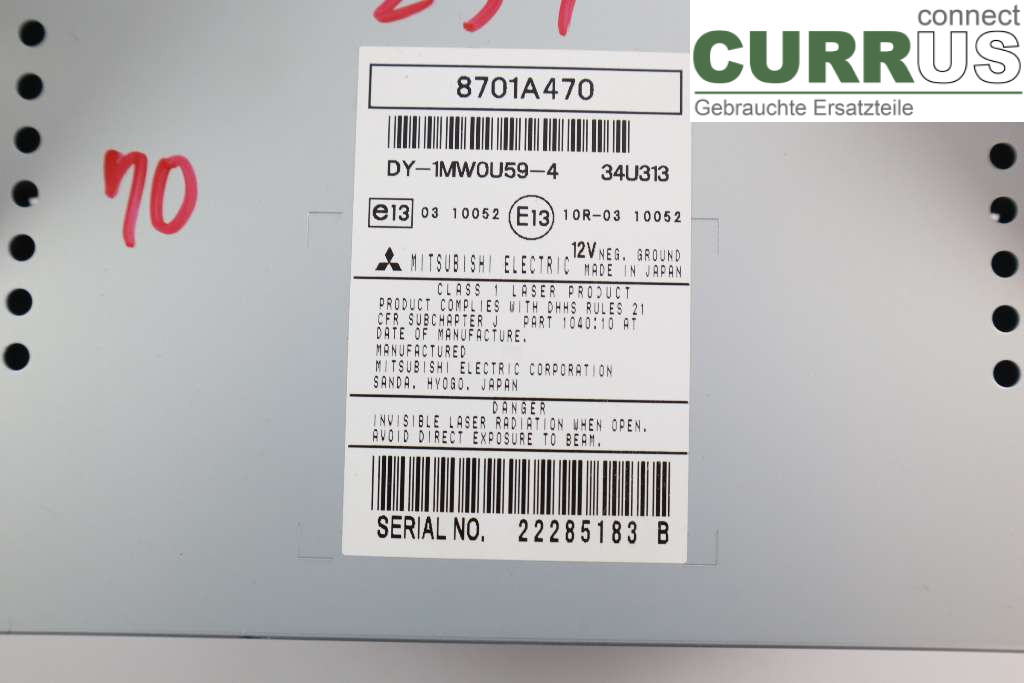 connect
CURRUS
Gebrauchte Ersatzteile
8701A470
DY-1MW0U59-4 34U313
70
e13 03 10052 E13 10R-03 10052
12V NEG. GROUND
MITSUBISHI ELECTRIC MADE IN JAPAN
CLASS 1 LASER PRODUCT
PRODUCT COMPLIES WITH DHHS RULES 21
CFR SUBCHAPTER J PART 1040:10 AT
DATE OF MANUFACTURE.
MANUFACTURED
MITSUBISHI ELECTRIC CORPORATION
SANDA, HYOGO, JAPAN
DANGER
INVISIBLE LASER RADIATION WHEN OPEN.
AVOID DIRECT EXPOSURE TO BEAM.
SERIAL NO. 22285183 B